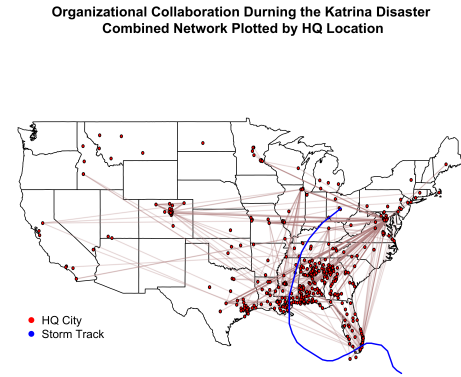 Organizational Collaboration Durning the Katrina Disaster
Combined Network Plotted by HQ Location
HQ City
Storm Track